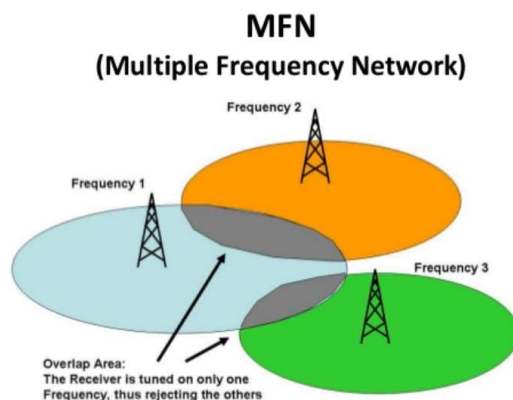 MFN
(Multiple Frequency Network)
Frequency 2
Frequency 1
Frequency 3
Overlap Area:
The Receiver is tuned on only one
Frequency, thus rejecting the others